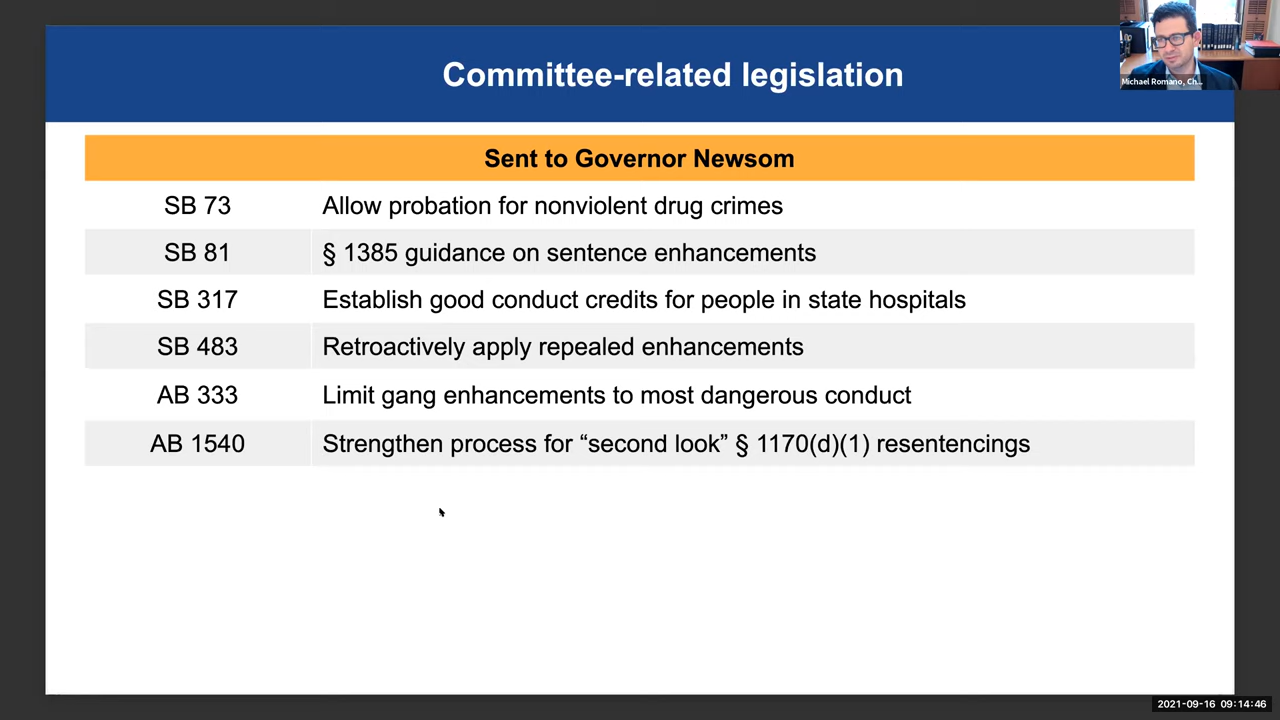 Committee-related legislation
Michael Romano, Ch...
Sent to Governor Newsom
SB 73 Allow probation for nonviolent drug crimes
SB 81 § 1385 guidance on sentence enhancements
SB 317 Establish good conduct credits for people in state hospitals
SB 483 Retroactively apply repealed enhancements
AB 333 Limit gang enhancements to most dangerous conduct
AB 1540 Strengthen process for “second look” § 1170(d)(1) resentencings
2021-09-16 09:14:46